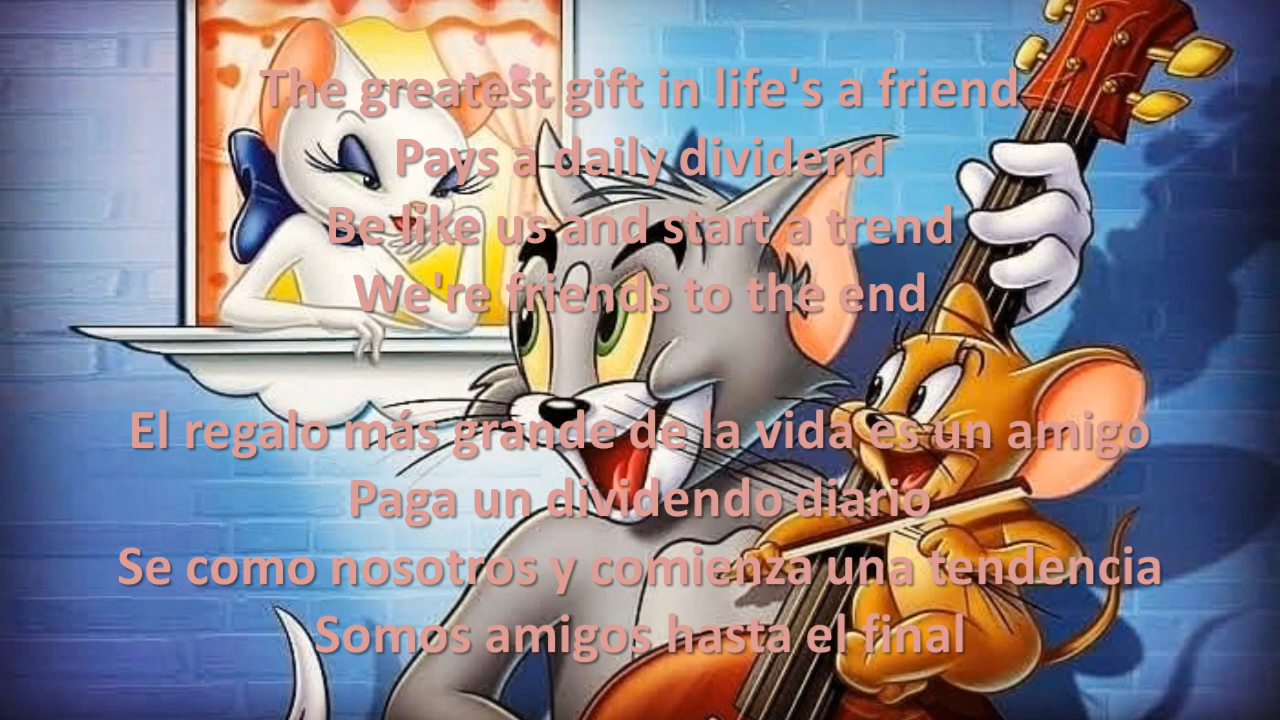 The greatest gift in life's a friend
Pays a daily dividend
Be like us and start a trend
We're friends to the end
El regalo más grande de la vida es un amigo
Paga un dividendo diario
Se como nosotros y comienza una tendencia
Somos amigos hasta el final